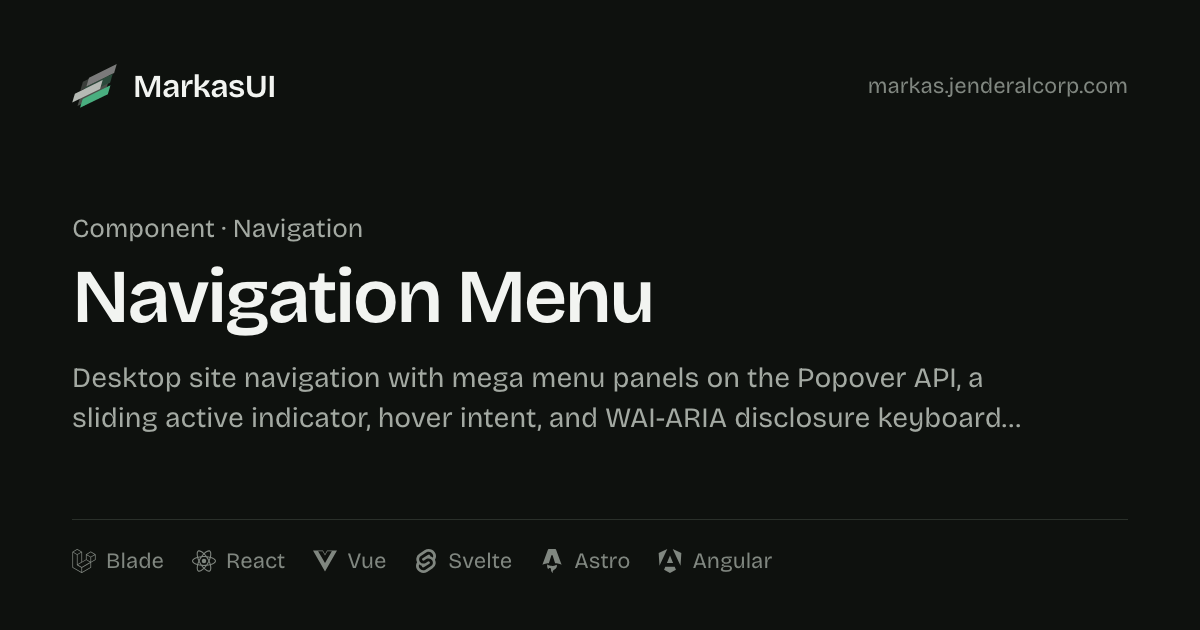 MarkasUI
markas.jenderalcorp.com
Component · Navigation
Navigation Menu
Desktop site navigation with mega menu panels on the Popover API, a
sliding active indicator, hover intent, and WAI-ARIA disclosure keyboard...
Blade React Vue Svelte Astro Angular